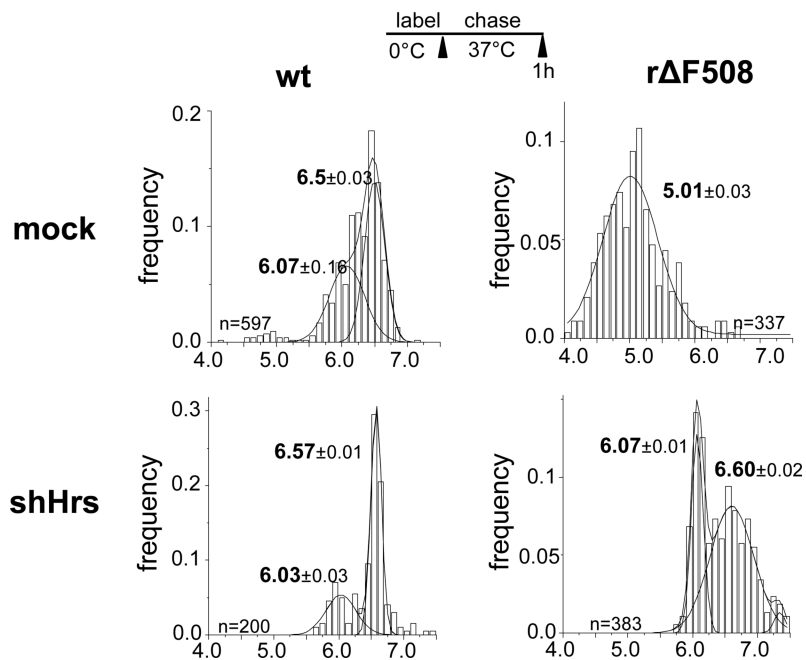 label chase
0°C 37°C
1h
wt
rΔF508
mock
frequency
0.2
0.1
0.0
6.5±0.03
6.07±0.16
n=597
4.0 5.0 6.0 7.0
frequency
0.1
0.05
0.0
5.01±0.03
n=337
4.0 5.0 6.0 7.0
shHrs
frequency
0.3
0.2
0.1
0.0
6.57±0.01
6.03±0.03
n=200
4.0 5.0 6.0 7.0
frequency
0.1
0.05
0.0
6.07±0.01
6.60±0.02
n=383
4.0 5.0 6.0 7.0